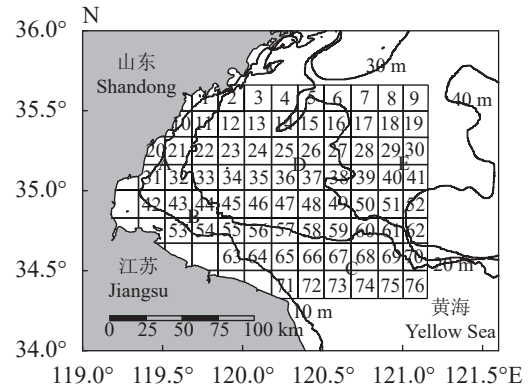 N
36.0°
山东
Shandong
30 m
40 m
1 2 3 4 5 6 7 8 9
35.5°
10 11 12 13 14 15 16 17 18 19
20 21 22 23 24 25 26 27 28 29 30
A D E
31 32 33 34 35 36 37 38 39 40 41
35.0°
42 43 44 45 46 47 48 49 50 51 52
B
53 54 55 56 57 58 59 60 61 62
63 64 65 66 67 68 69 70
C
20 m
江苏
Jiangsu
34.5°
71 72 73 74 75 76
10 m
黄海
Yellow Sea
0 25 50 75 100 km
34.0°
119.0° 119.5° 120.0° 120.5° 121.0° 121.5°E